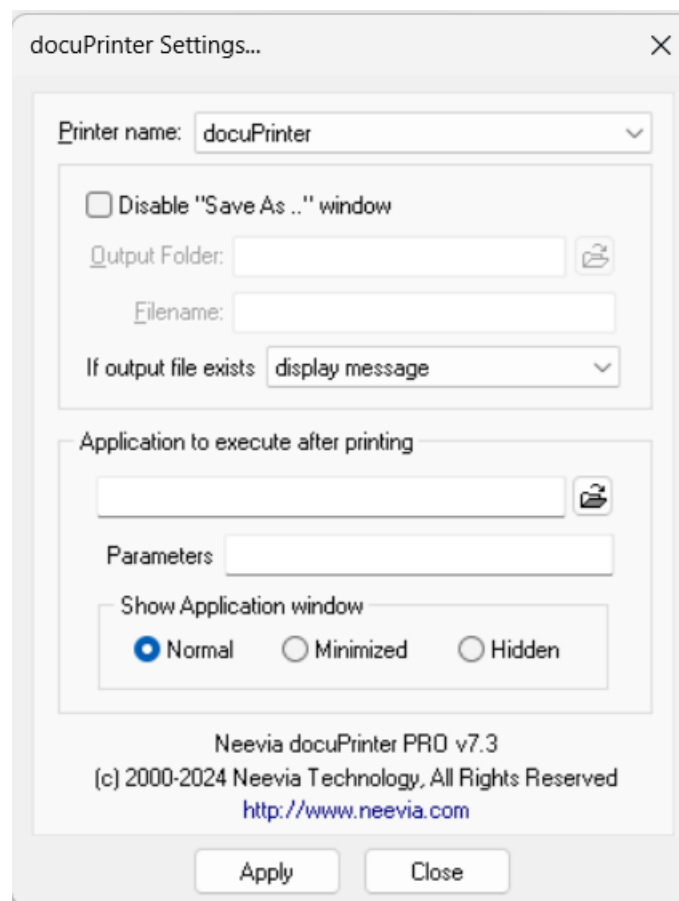 docuPrinter Settings...
Printer name: docuPrinter
Disable "Save As .." window
Output Folder:
Filename:
If output file exists display message
Application to execute after printing
Parameters
Show Application window
Normal Minimized Hidden
Neevia docuPrinter PRO v7.3
(c) 2000-2024 Neevia Technology, All Rights Reserved
http://www.neevia.com
Apply Close